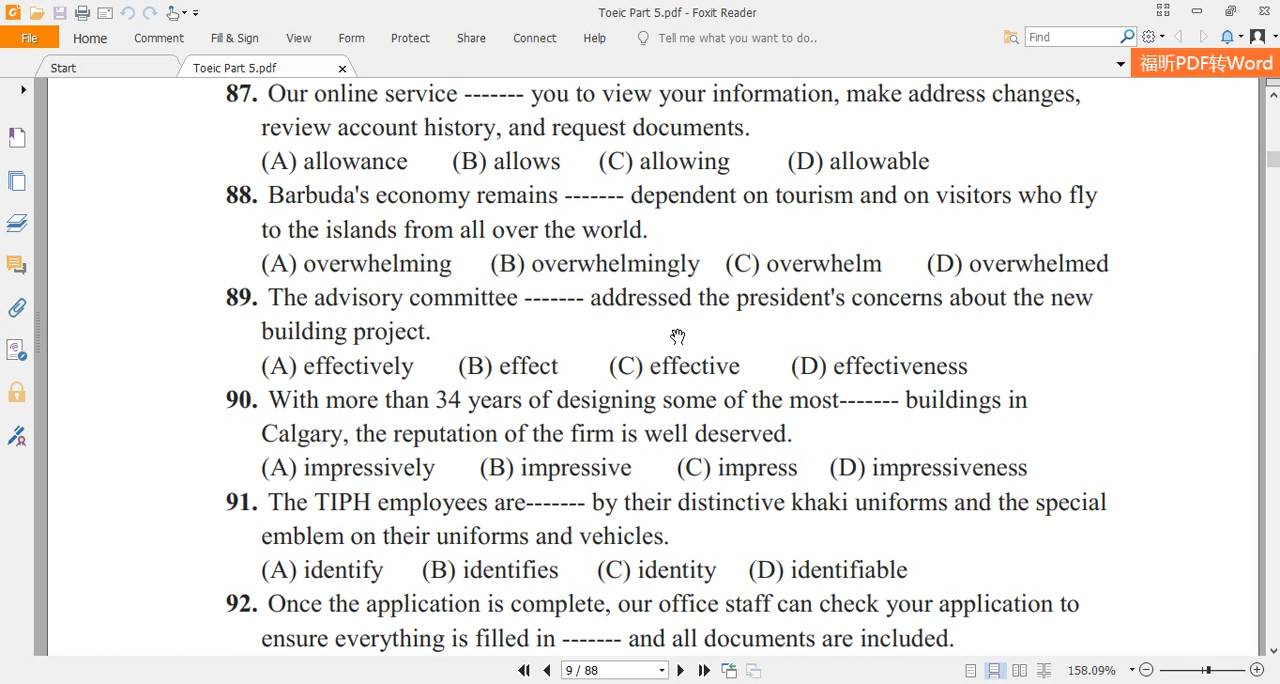 Toeic Part 5.pdf - Foxit Reader
File Home Comment Fill & Sign View Form Protect Share Connect Help Tell me what you want to do.. Find
Start Toeic Part 5.pdf 福昕PDF转Word
87. Our online service ------- you to view your information, make address changes,
review account history, and request documents.
(A) allowance (B) allows (C) allowing (D) allowable
88. Barbuda's economy remains ------- dependent on tourism and on visitors who fly
to the islands from all over the world.
(A) overwhelming (B) overwhelmingly (C) overwhelm (D) overwhelmed
89. The advisory committee ------- addressed the president's concerns about the new
building project.
(A) effectively (B) effect (C) effective (D) effectiveness
90. With more than 34 years of designing some of the most------- buildings in
Calgary, the reputation of the firm is well deserved.
(A) impressively (B) impressive (C) impress (D) impressiveness
91. The TIPH employees are------- by their distinctive khaki uniforms and the special
emblem on their uniforms and vehicles.
(A) identify (B) identifies (C) identity (D) identifiable
92. Once the application is complete, our office staff can check your application to
ensure everything is filled in ------- and all documents are included.
9 / 88 158.09%